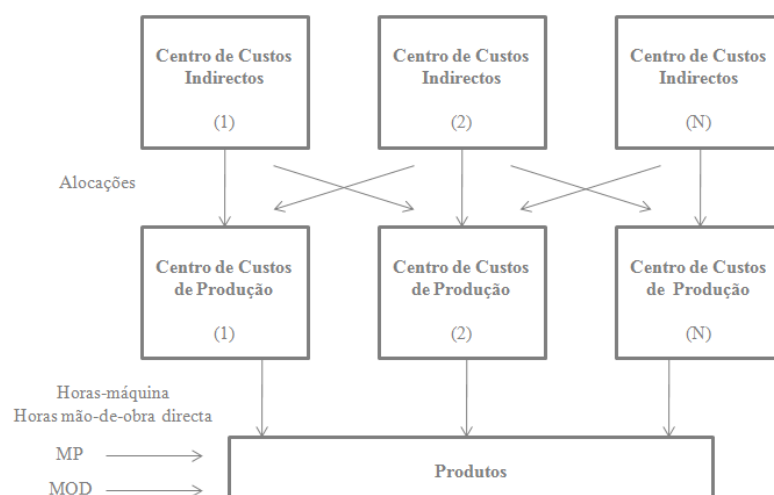 Centro de Custos
Indirectos
(1)
Centro de Custos
Indirectos
(2)
Centro de Custos
Indirectos
(N)
Alocações
Centro de Custos
de Produção
(1)
Centro de Custos
de Produção
(2)
Centro de Custos
de Produção
(N)
Horas-máquina
Horas mão-de-obra directa
MP
MOD
Produtos